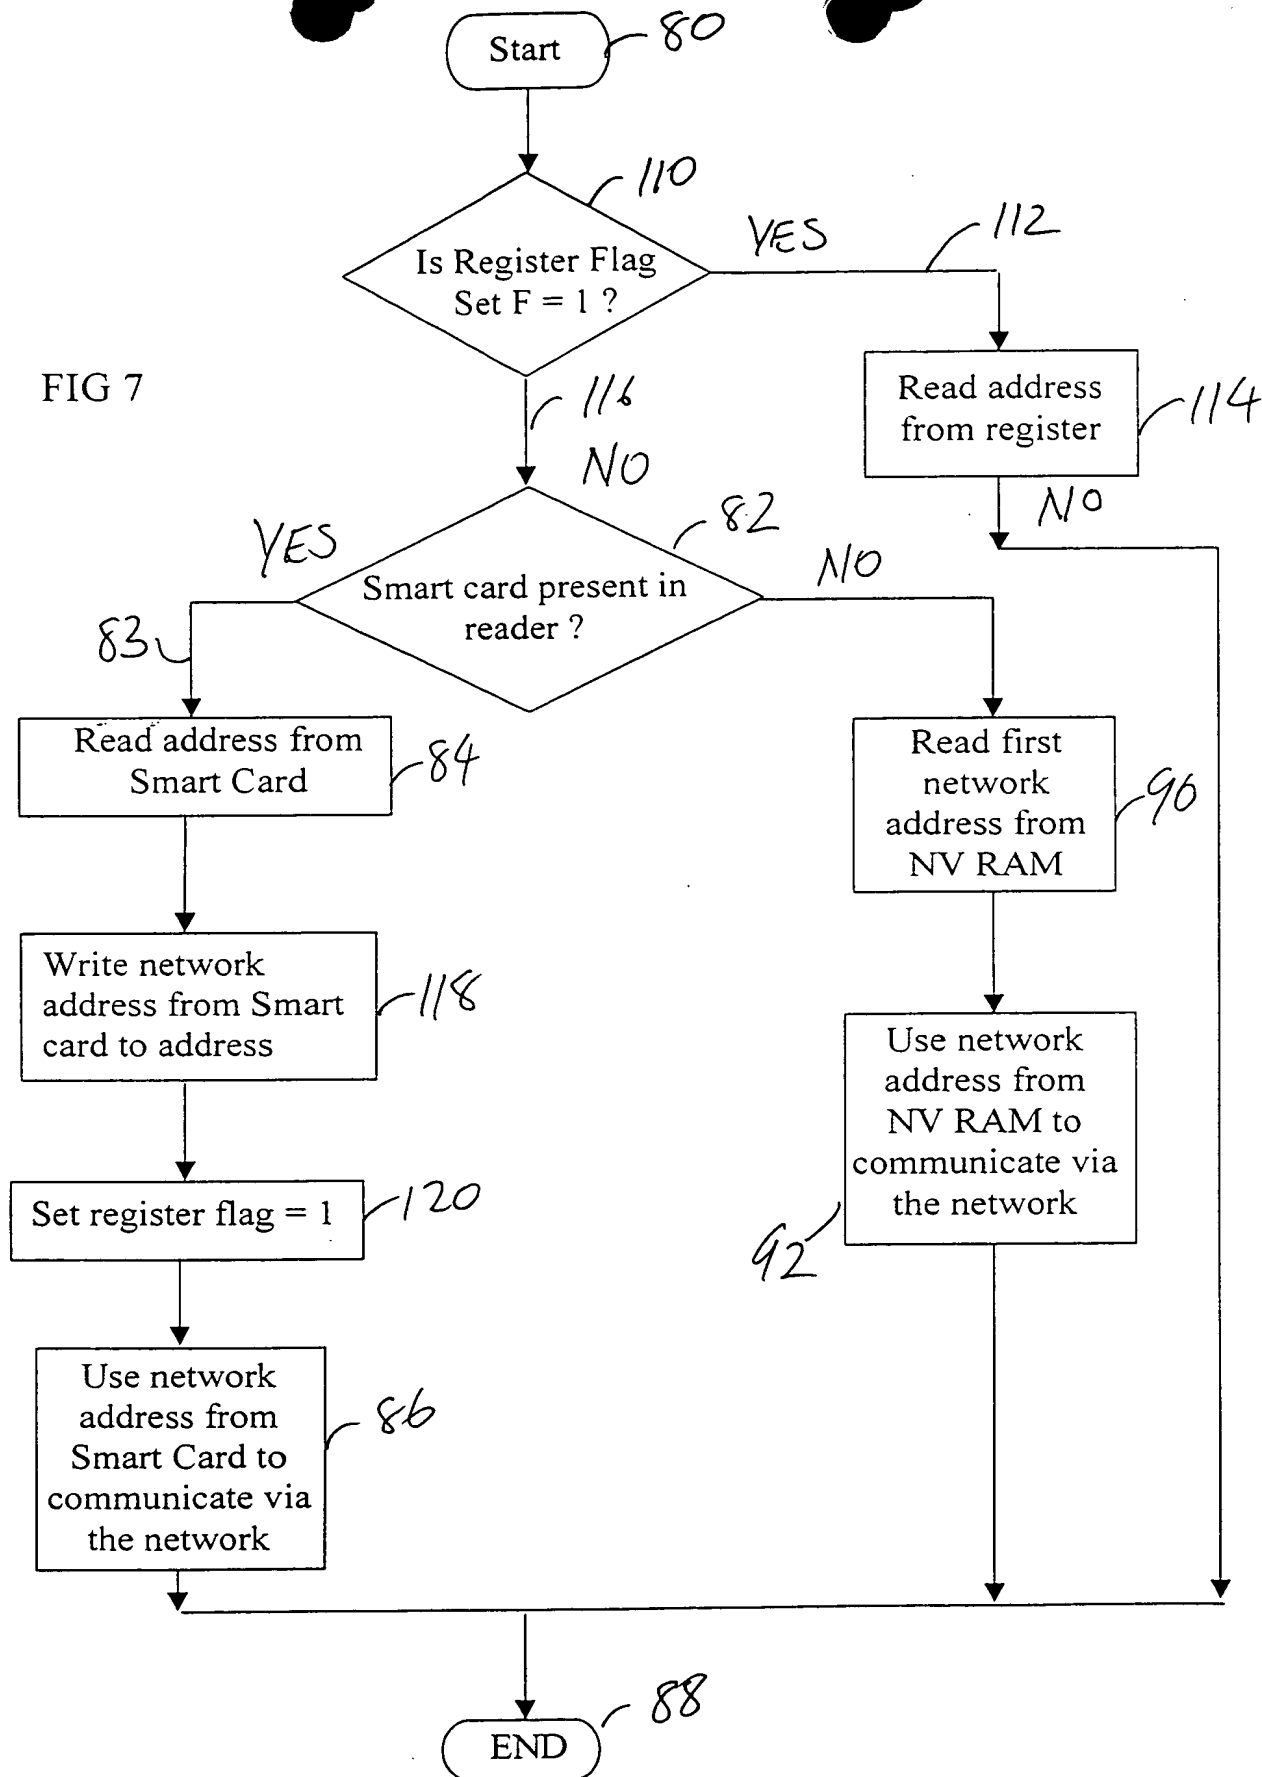 Start
80
110
Is Register Flag
Set F = 1 ?
YES
112
FIG 7
116
NO
Read address
from register
114
NO
82
YES
Smart card present in
reader ?
NO
83
Read address from
Smart Card
84
Read first
network
address from
NV RAM
90
Write network
address from Smart
card to address
118
Use network
address from
NV RAM to
communicate via
the network
92
Set register flag = 1
120
Use network
address from
Smart Card to
communicate via
the network
86
88
END